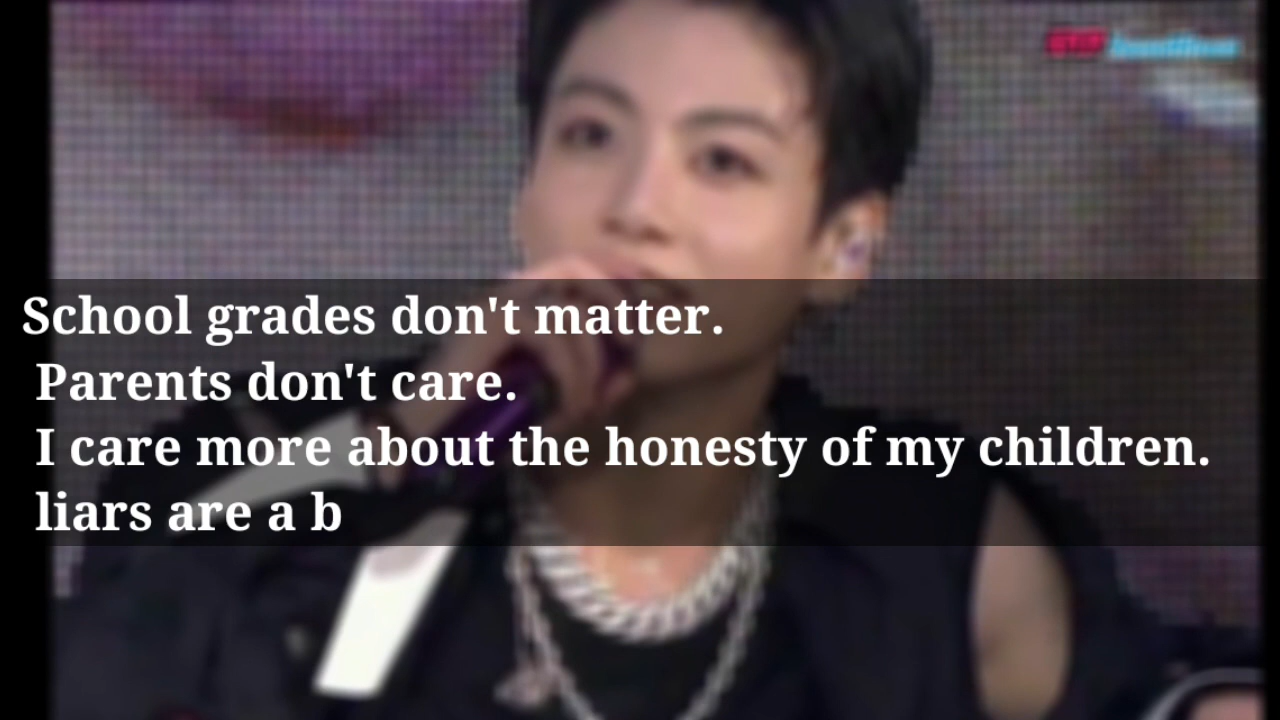 School grades don't matter.
Parents don't care.
I care more about the honesty of my children.
liars are a b